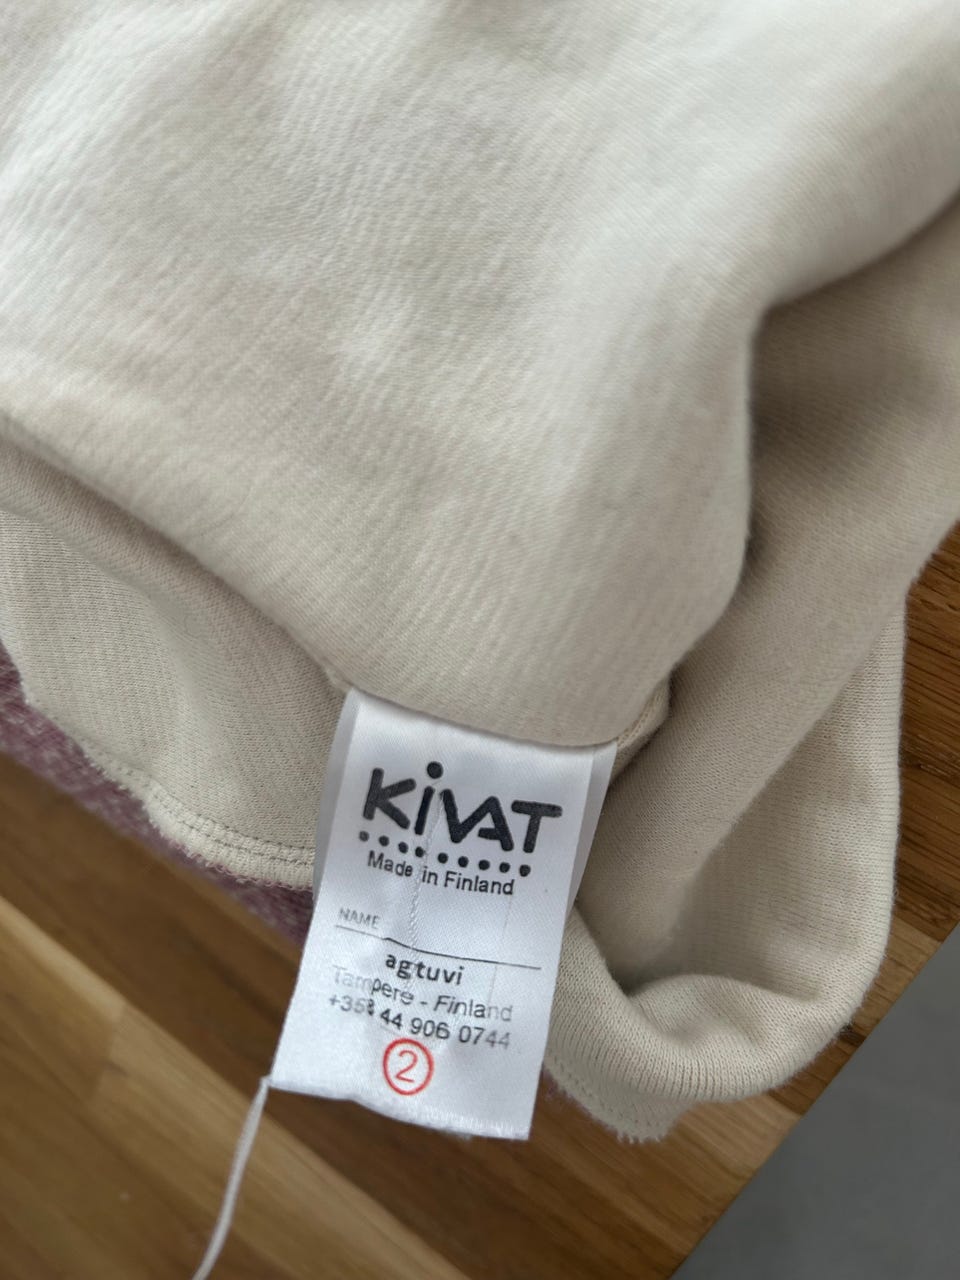 KiVAT
Made in Finland
NAME
agtuvi
Tampere - Finland
+358 44 906 0744
2